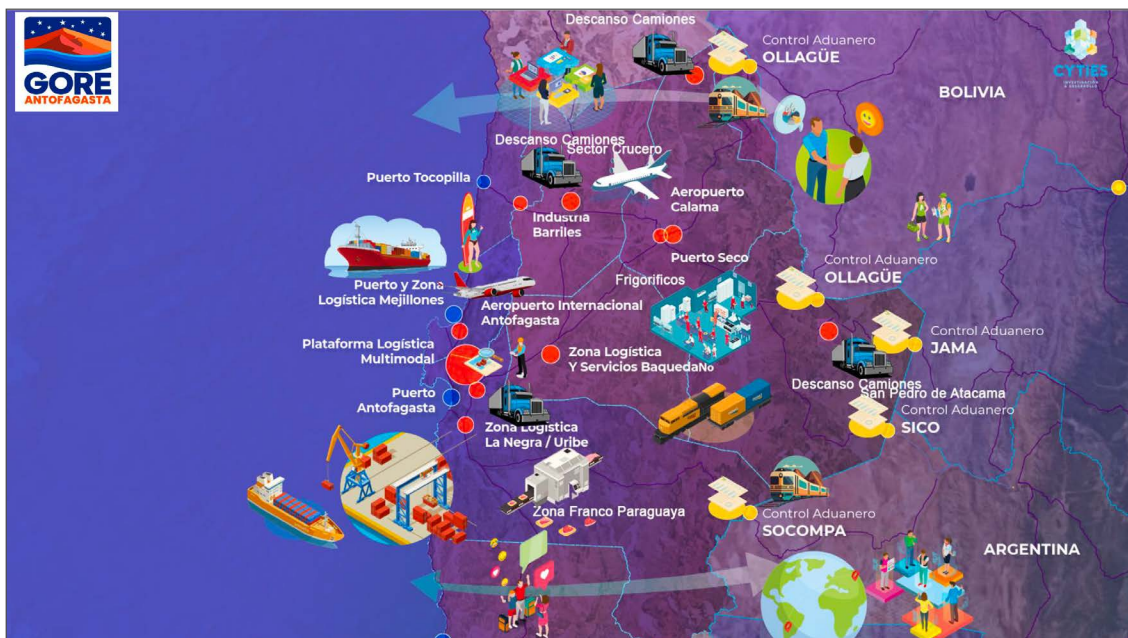 GORE
ANTOFAGASTA
Descanso Camiones
Control Aduanero
OLLAGÜE
CYTIES
INVESTIGACIÓN
& DESARROLLO
BOLIVIA
Descanso Camiones
Sector Crucero
Puerto Tocopilla
Aeropuerto
Calama
Industria
Barriles
Puerto Seco
Control Aduanero
OLLAGÜE
Frigoríficos
Puerto y Zona
Logística Mejillones
Aeropuerto Internacional
Antofagasta
Plataforma Logística
Multimodal
Zona Logística
Y Servicios BaquedaNo
Control Aduanero
JAMA
Descanso Camiones
San Pedro de Atacama
Puerto
Antofagasta
Control Aduanero
SICO
Zona Logística
La Negra / Uribe
Zona Franco Paraguaya
Control Aduanero
SOCOMPA
ARGENTINA